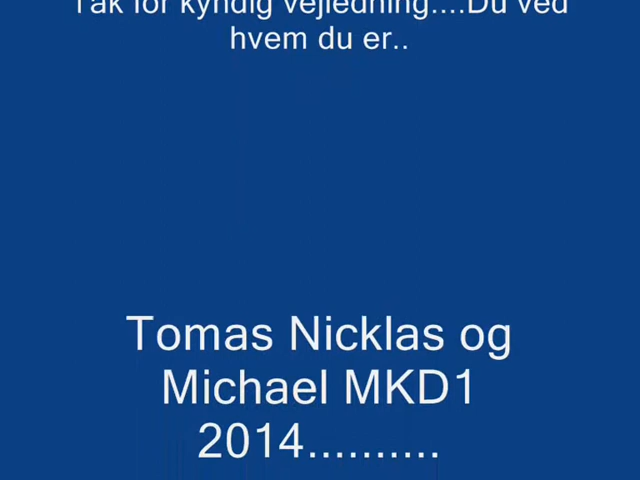 Tak for kyndig vejledning....Du ved
hvem du er..
Tomas Nicklas og
Michael MKD1
2014..........